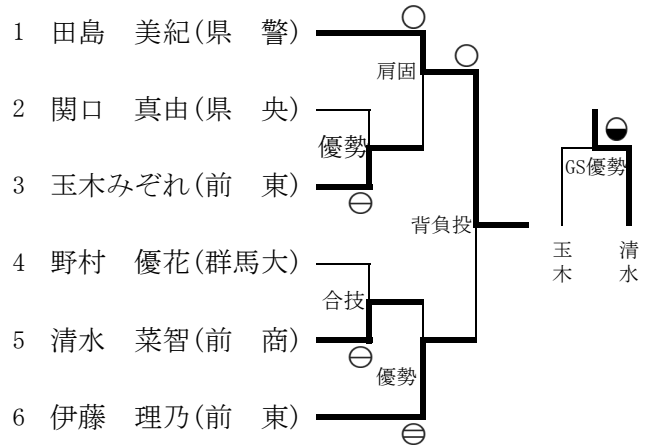 1 田島 美紀(県 警)
肩固
2 関口 真由(県 央)
優勢
GS優勢
3 玉木みぞれ(前 東)
背負投
玉木
清水
4 野村 優花(群馬大)
合技
5 清水 菜智(前 商)
優勢
6 伊藤 理乃(前 東)